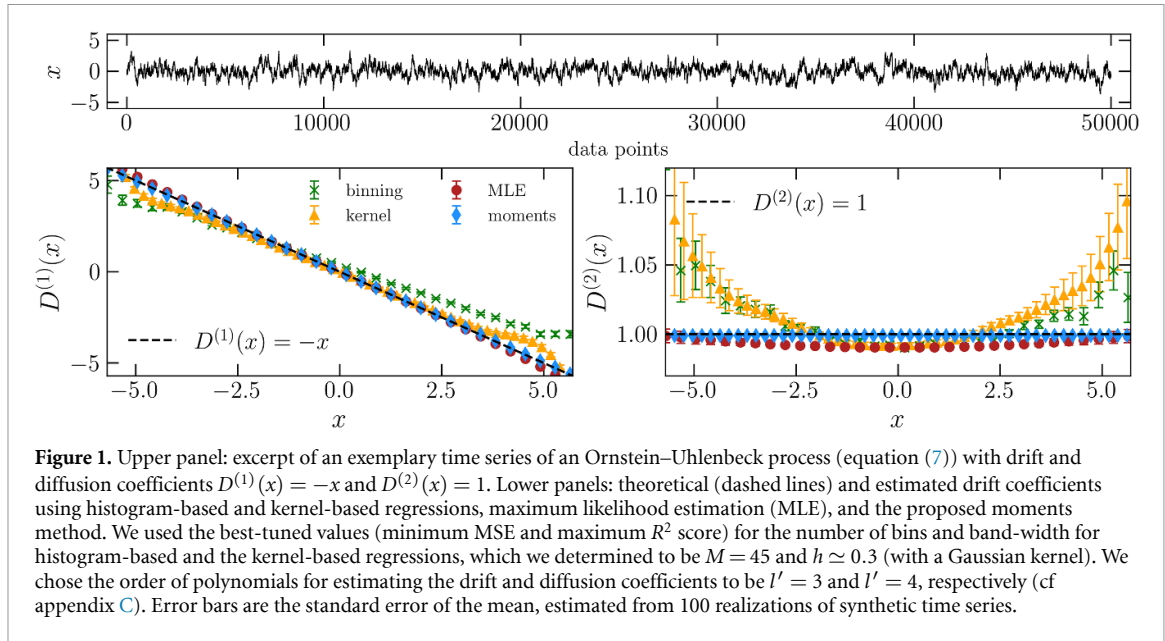 5
0
−5
x
0
10000
20000
30000
40000
50000
data points
5
0
−5
D⁽¹⁾(x)
binning
kernel
MLE
moments
D⁽¹⁾(x) = −x
−5.0
−2.5
0.0
2.5
5.0
x
1.10
1.05
1.00
D⁽²⁾(x)
D⁽²⁾(x) = 1
−5.0
−2.5
0.0
2.5
5.0
x
Figure 1. Upper panel: excerpt of an exemplary time series of an Ornstein–Uhlenbeck process (equation (7)) with drift and
diffusion coefficients D⁽¹⁾(x) = −x and D⁽²⁾(x) = 1. Lower panels: theoretical (dashed lines) and estimated drift coefficients
using histogram-based and kernel-based regressions, maximum likelihood estimation (MLE), and the proposed moments
method. We used the best-tuned values (minimum MSE and maximum R² score) for the number of bins and band-width for
histogram-based and the kernel-based regressions, which we determined to be M = 45 and h ≃ 0.3 (with a Gaussian kernel). We
chose the order of polynomials for estimating the drift and diffusion coefficients to be l′ = 3 and l′ = 4, respectively (cf
appendix C). Error bars are the standard error of the mean, estimated from 100 realizations of synthetic time series.